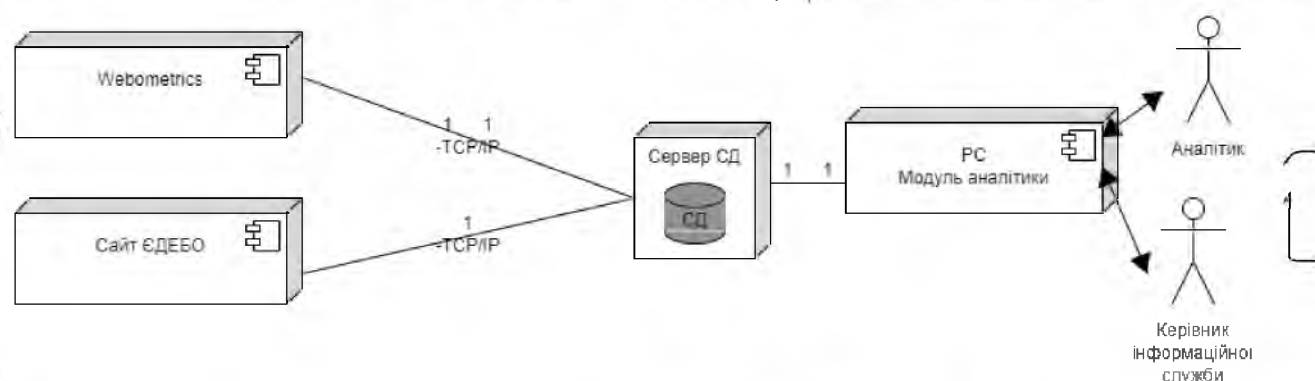 Webometrics
1 1
-TCP/IP
Сайт ЄДЕБО
1
-TCP/IP
Сервер СД
СД
1 1
PC
Модуль аналітики
Аналітик
Керівник
інформаційної
служби